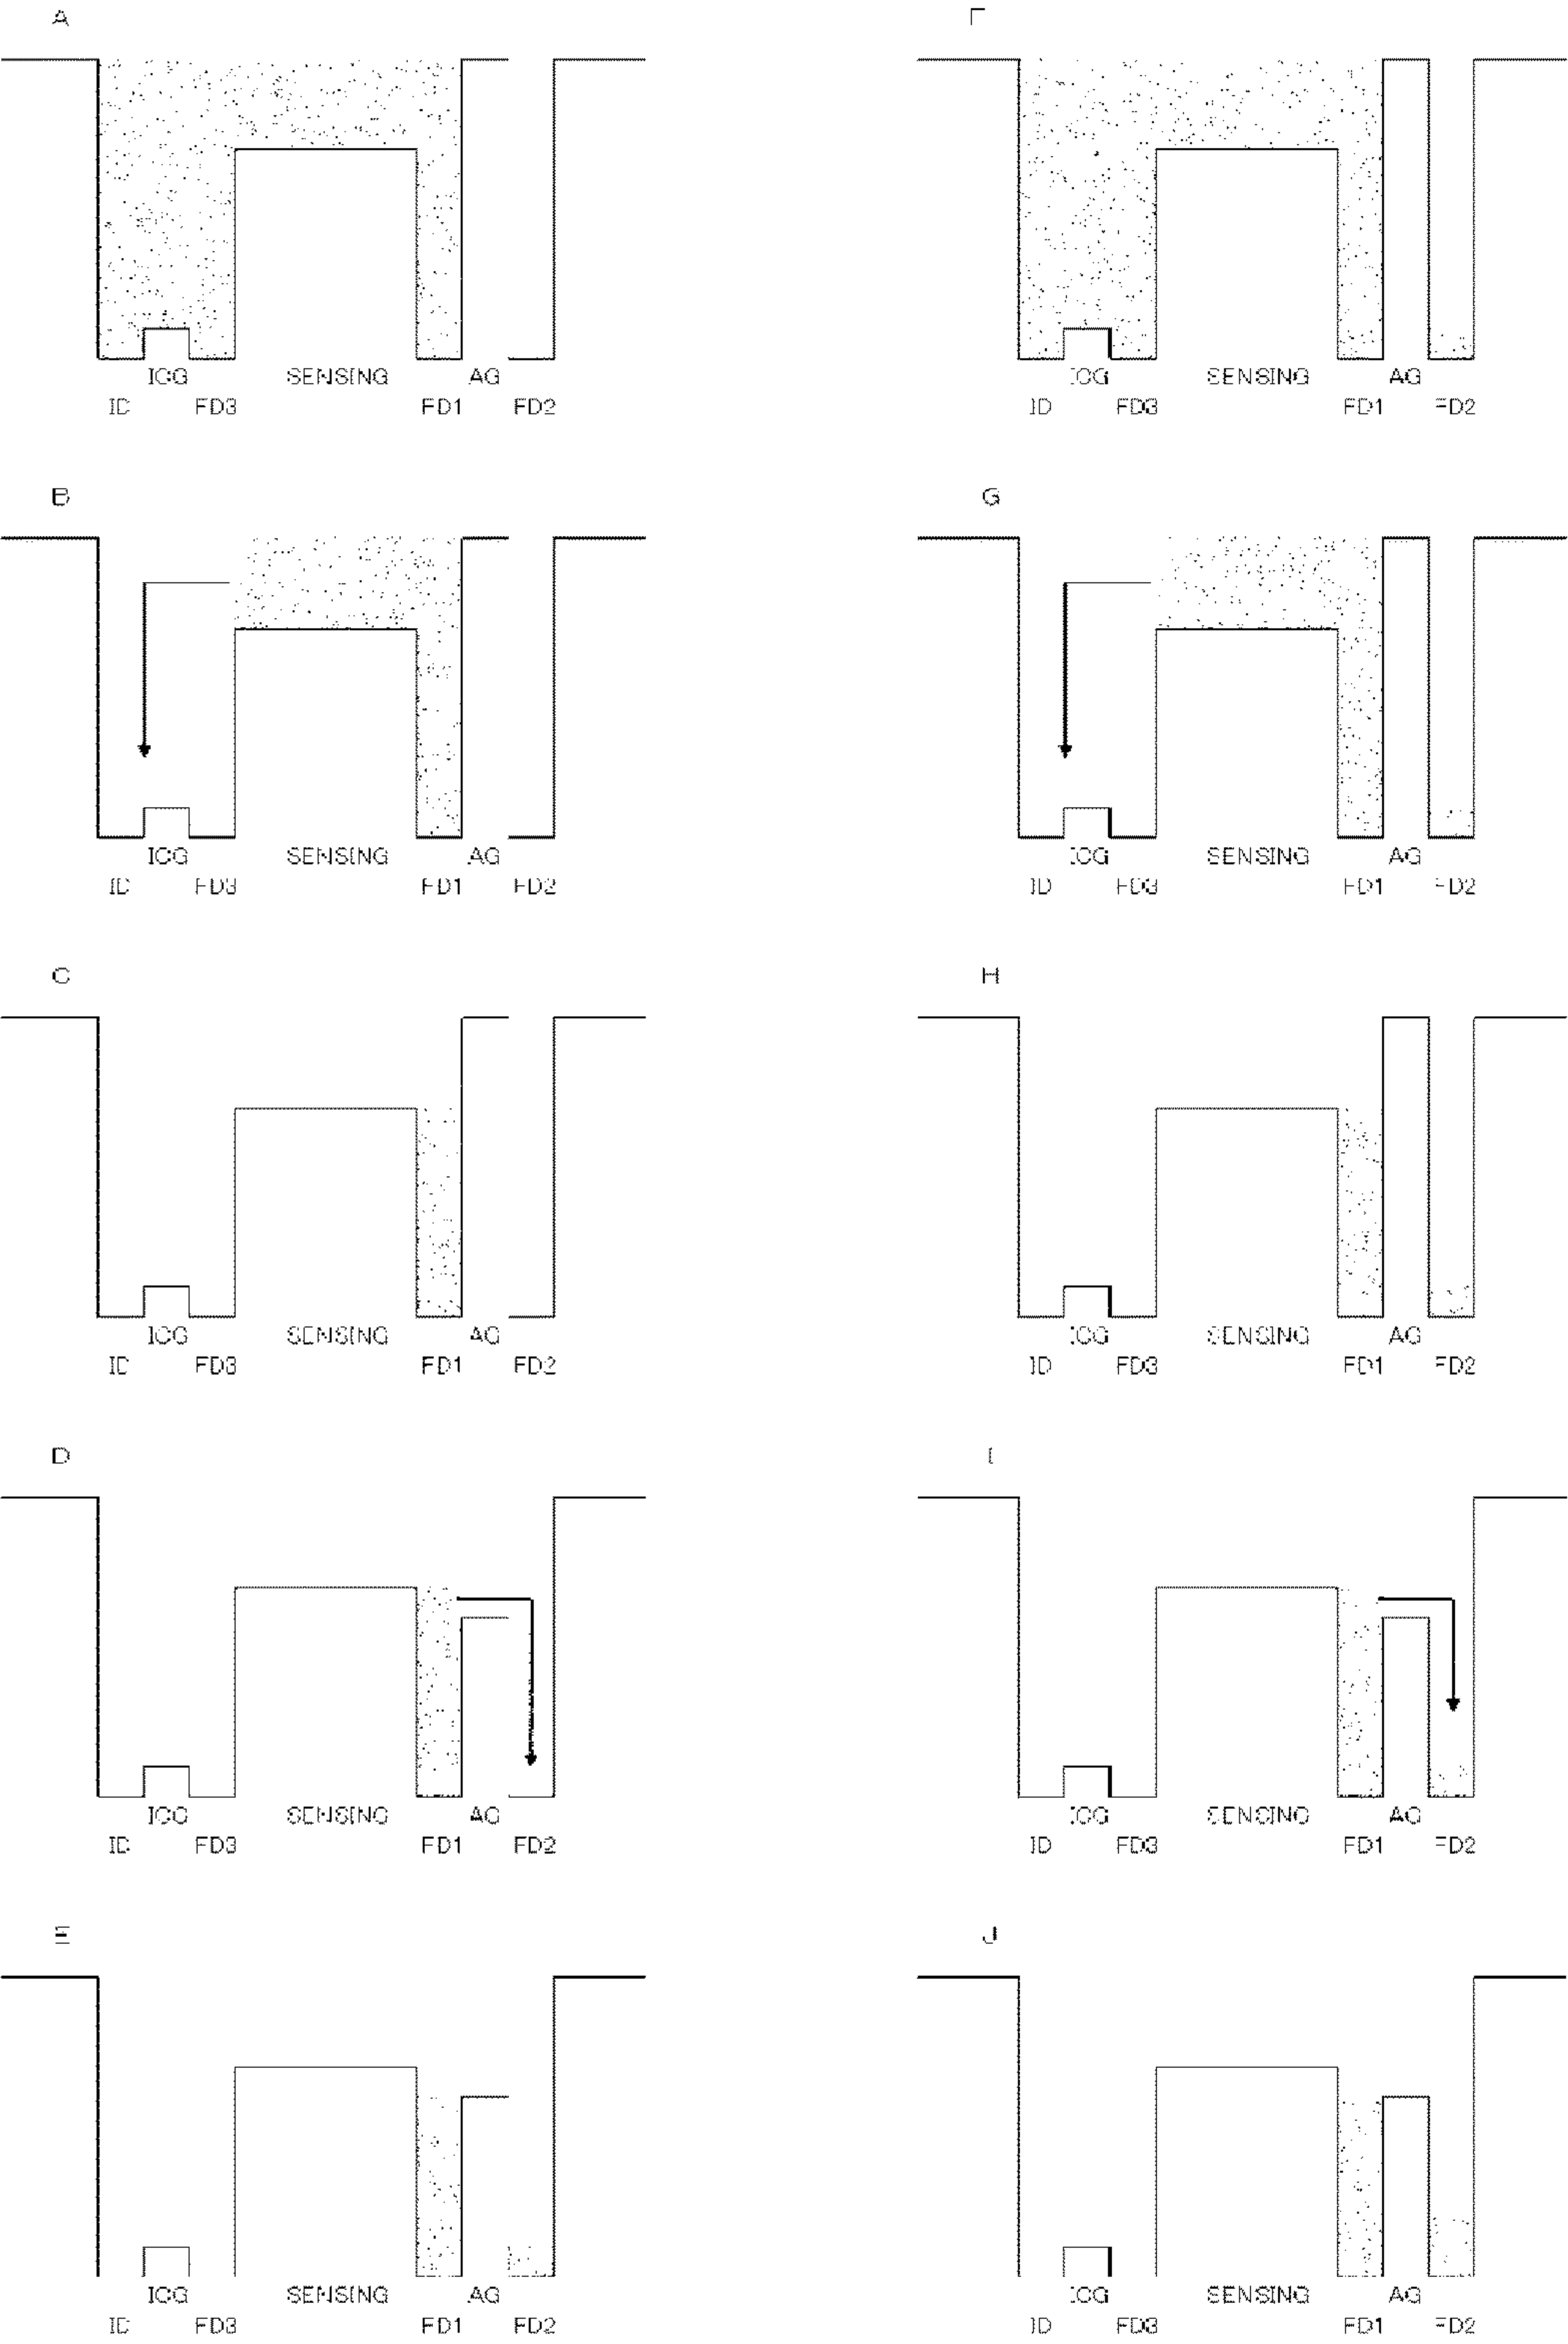 A
ICG SENSING AG
ID FD3 FD1 FD2
B
ICG SENSING AG
ID FD3 FD1 FD2
C
ICG SENSING AG
ID FD3 FD1 FD2
D
ICG SENSING AG
ID FD3 FD1 FD2
E
ICG SENSING AG
ID FD3 FD1 FD2
F
ICG SENSING AG
ID FD3 FD1 FD2
G
ICG SENSING AG
ID FD3 FD1 FD2
H
ICG SENSING AG
ID FD3 FD1 FD2
I
ICG SENSING AG
ID FD3 FD1 FD2
J
ICG SENSING AG
ID FD3 FD1 FD2